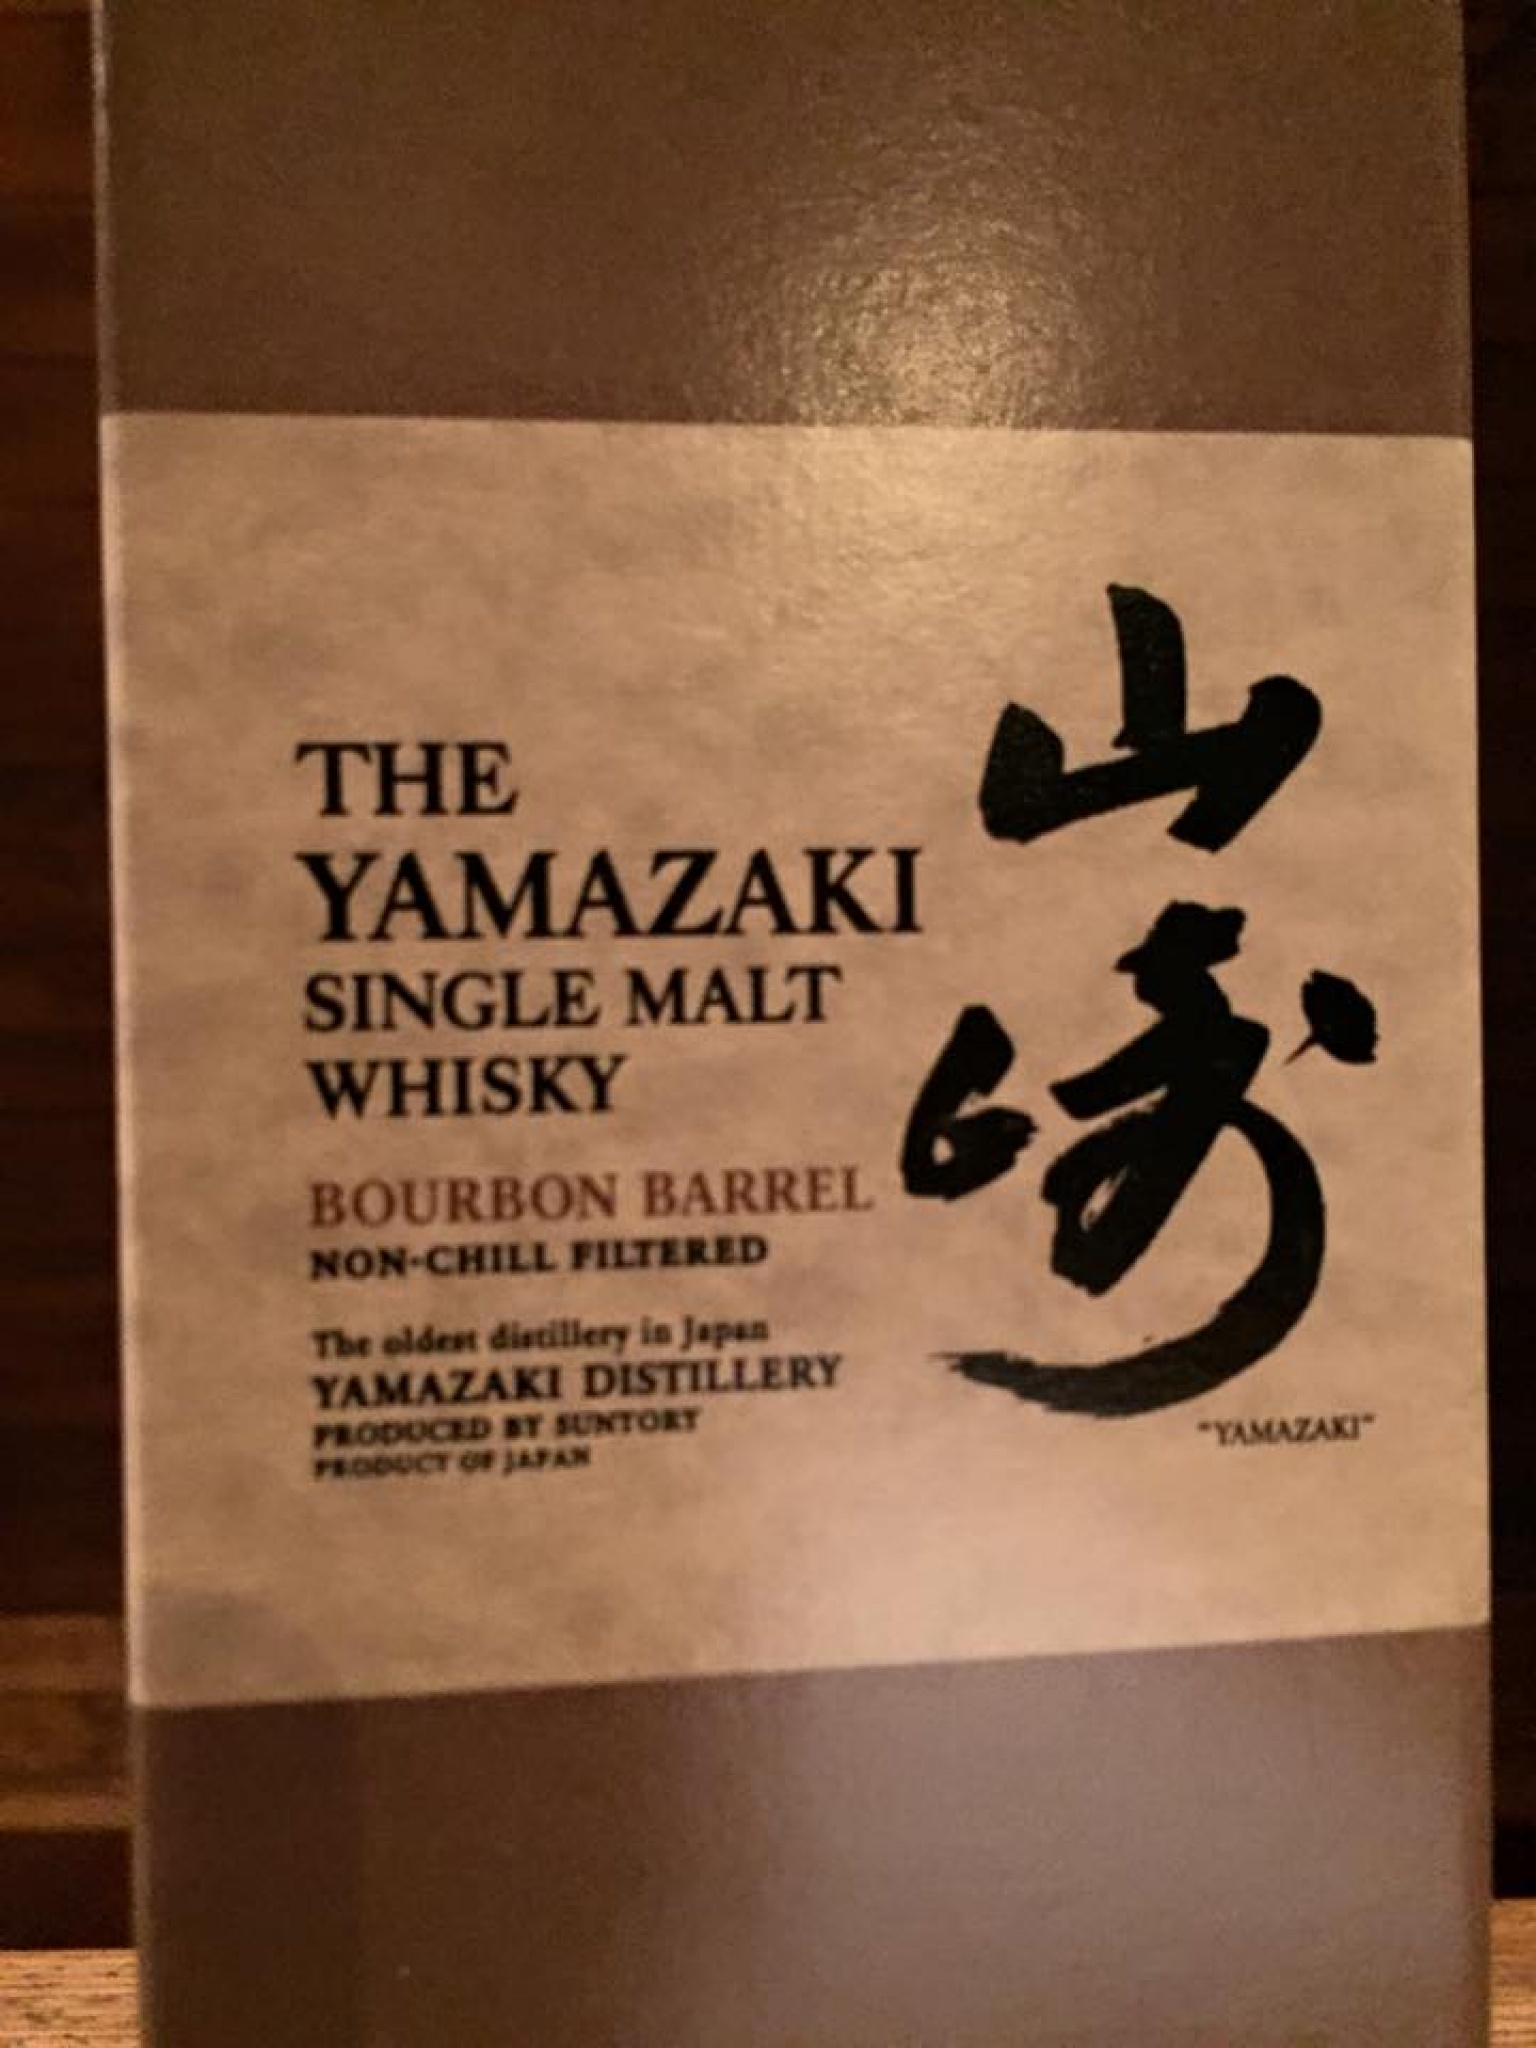 THE
YAMAZAKI
SINGLE MALT
WHISKY
BOURBON BARREL
NON-CHILL FILTERED
The oldest distillery in Japan
YAMAZAKI DISTILLERY
PRODUCED BY SUNTORY
PRODUCT OF JAPAN
山崎
"YAMAZAKI"